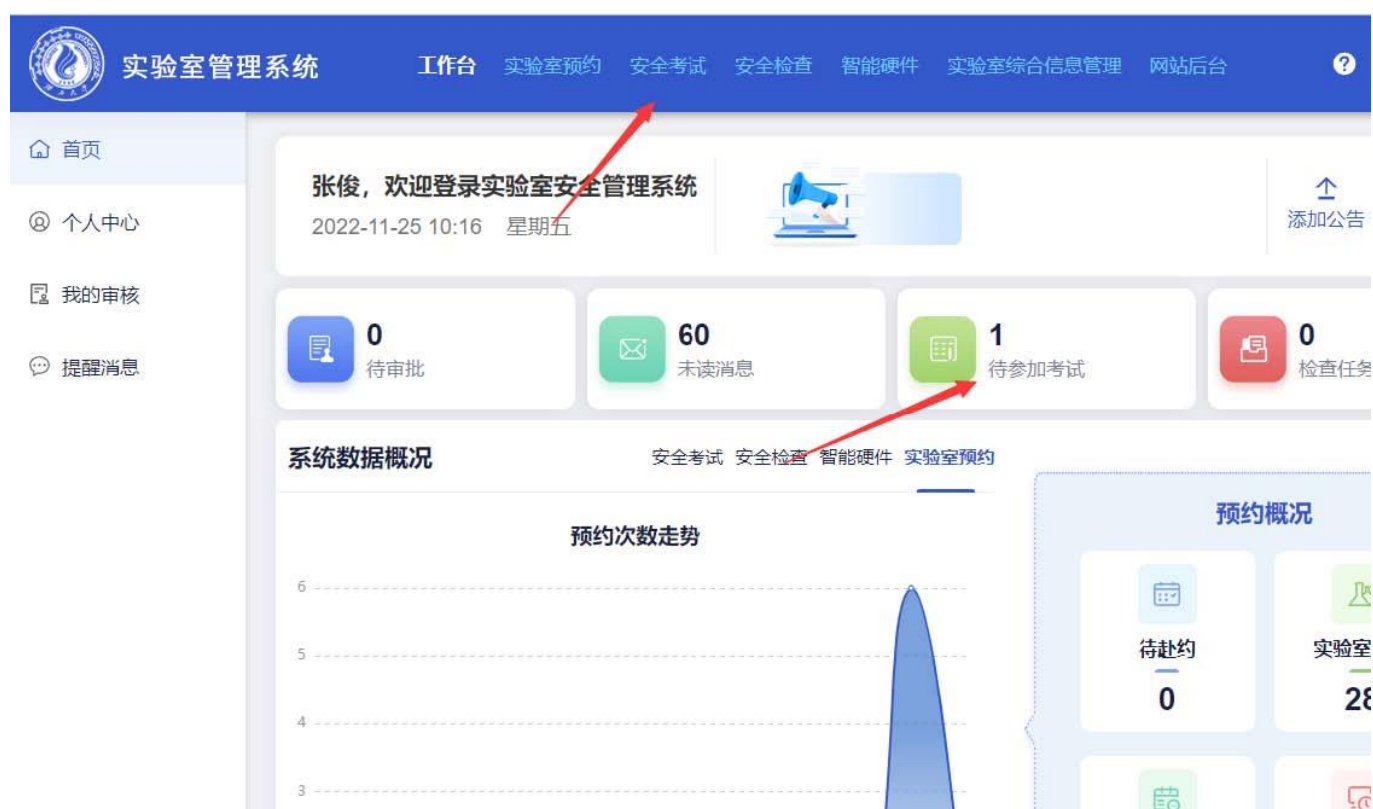 实验室管理系统 工作台 实验室预约 安全考试 安全检查 智能硬件 实验室综合信息管理 网站后台 ?
首页
个人中心
我的审核
提醒消息
张俊，欢迎登录实验室安全管理系统
2022-11-25 10:16 星期五
添加公告
0
待审批
60
未读消息
1
待参加考试
0
检查任务
系统数据概况 安全考试 安全检查 智能硬件 实验室预约
预约次数走势
6
5
4
3
预约概况
待赴约
0
实验室
28